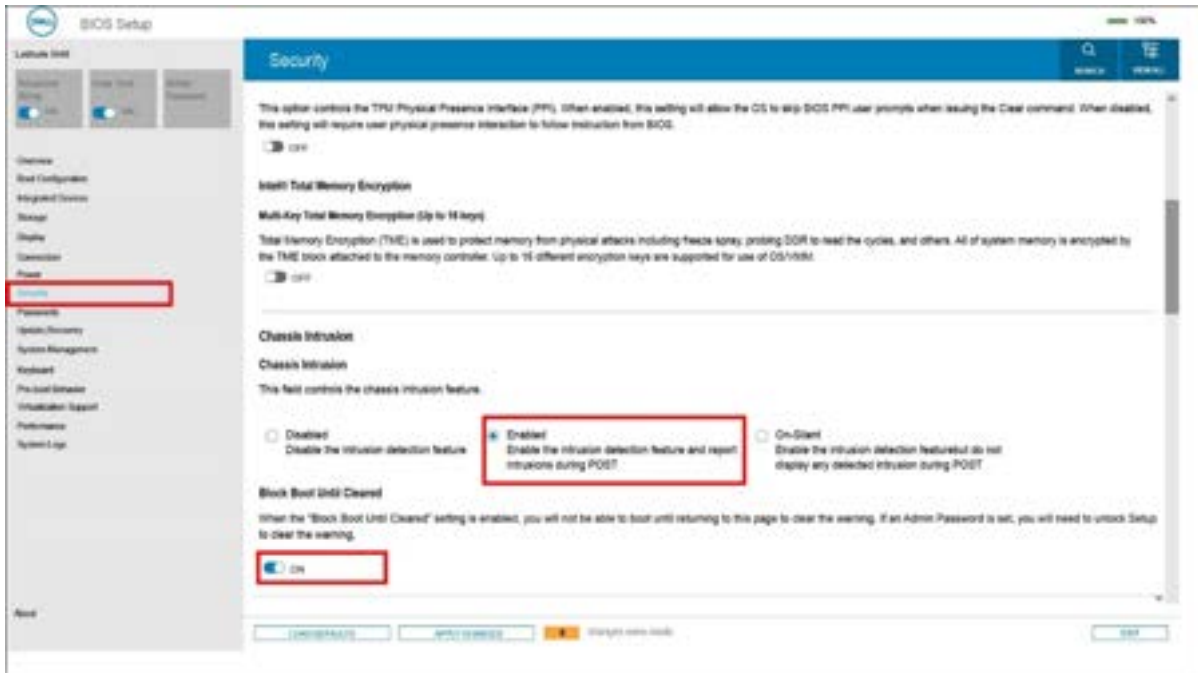 DELL
BIOS Setup
100%
Security
SEARCH
VIEW ALL
This option controls the TPM Physical Presence Interface (PPI). When enabled, this setting will allow the OS to skip BIOS PPI user prompts when issuing the Clear command. When disabled,
this setting will require user physical presence interaction to follow instruction from BIOS.
OFF
Overview
Boot Configuration
Integrated Devices
Storage
Display
Connection
Power
Security
Passwords
Update/Recovery
System Management
Keyboard
Pre-boot Behavior
Virtualization Support
Performance
System Logs
About
Intel® Total Memory Encryption
Multi-Key Total Memory Encryption (Up to 16 keys)
Total Memory Encryption (TME) is used to protect memory from physical attacks including freeze spray, probing DDR to read the cycles, and others. All of system memory is encrypted by
the TME block attached to the memory controller. Up to 16 different encryption keys are supported for use of OS/VMM.
OFF
Chassis Intrusion
Chassis Intrusion
This field controls the chassis intrusion feature.
Disabled
Disable the intrusion detection feature
Enabled
Enable the intrusion detection feature and report
intrusions during POST
On-Silent
Enable the intrusion detection featurebut do not
display any detected intrusion during POST
Block Boot Until Cleared
When the "Block Boot Until Cleared" setting is enabled, you will not be able to boot until returning to this page to clear the warning. If an Admin Password is set, you will need to unlock Setup
to clear the warning.
ON
LOAD DEFAULTS
APPLY CHANGES
changes were made
EXIT